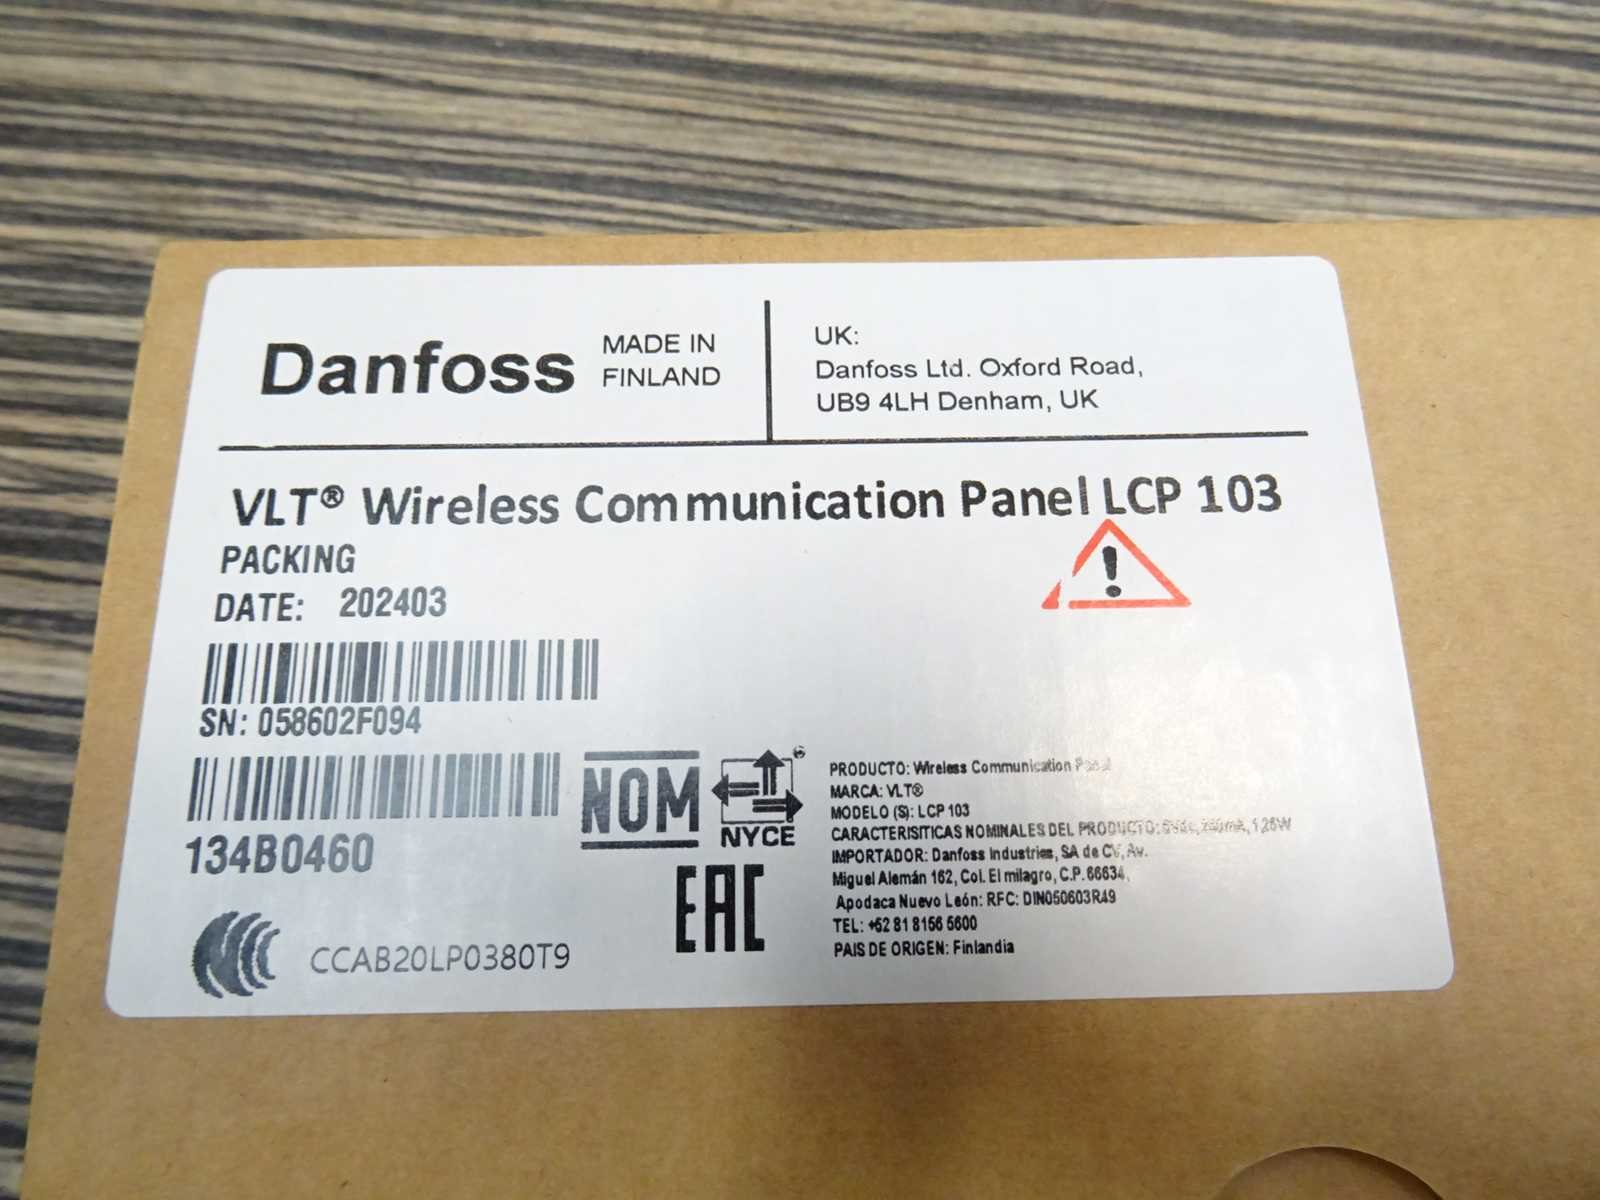 Danfoss
MADE IN
FINLAND
UK:
Danfoss Ltd. Oxford Road,
UB9 4LH Denham, UK
VLT® Wireless Communication Panel LCP 103
PACKING
DATE: 202403
SN: 058602F094
134B0460
NOM
NYCE
EAC
CCAB20LP0380T9
PRODUCTO: Wireless Communication Panel
MARCA: VLT®
MODELO (S): LCP 103
CARACTERISITICAS NOMINALES DEL PRODUCTO: 1,25W
IMPORTADOR: Danfoss Industries, SA de CV, Av.
Miguel Alemán 162, Col. El milagro, C.P. 66634,
Apodaca Nuevo León: RFC: DIN050603R49
TEL: +52 81 8156 5600
PAIS DE ORIGEN: Finlandia